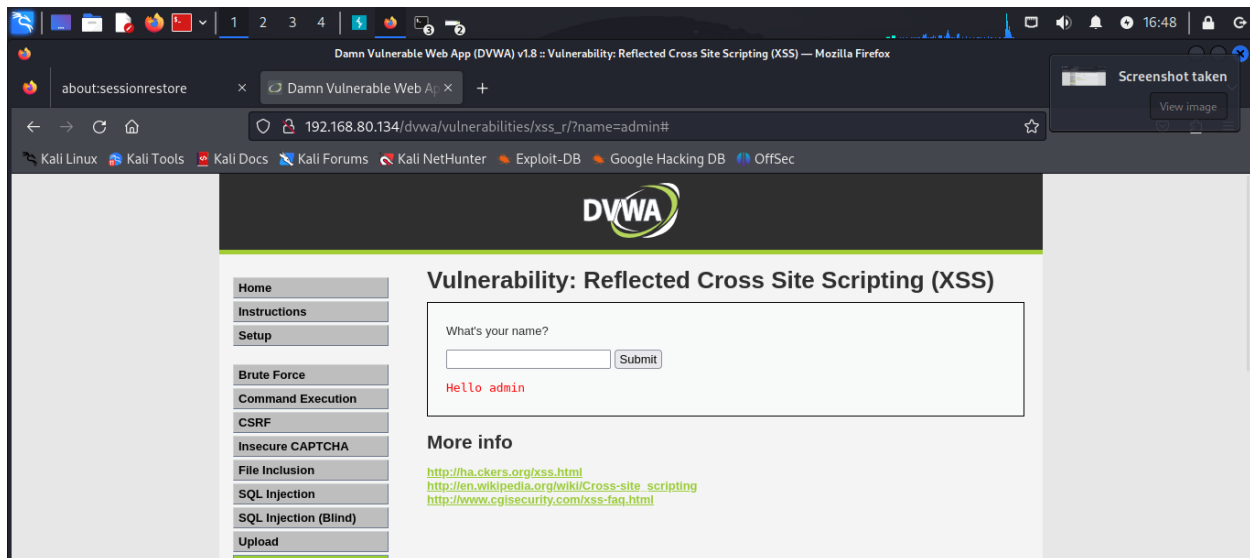 1 2 3 4 3 2 16:48
Damn Vulnerable Web App (DVWA) v1.8 :: Vulnerability: Reflected Cross Site Scripting (XSS) — Mozilla Firefox
Screenshot taken
View image
about:sessionrestore × Damn Vulnerable Web Ap × +
192.168.80.134/dvwa/vulnerabilities/xss_r/?name=admin#
Kali Linux Kali Tools Kali Docs Kali Forums Kali NetHunter Exploit-DB Google Hacking DB OffSec
DVWA
Home
Instructions
Setup
Brute Force
Command Execution
CSRF
Insecure CAPTCHA
File Inclusion
SQL Injection
SQL Injection (Blind)
Upload
Vulnerability: Reflected Cross Site Scripting (XSS)
What's your name?
Submit
Hello admin
More info
http://ha.ckers.org/xss.html
http://en.wikipedia.org/wiki/Cross-site_scripting
http://www.cgisecurity.com/xss-faq.html